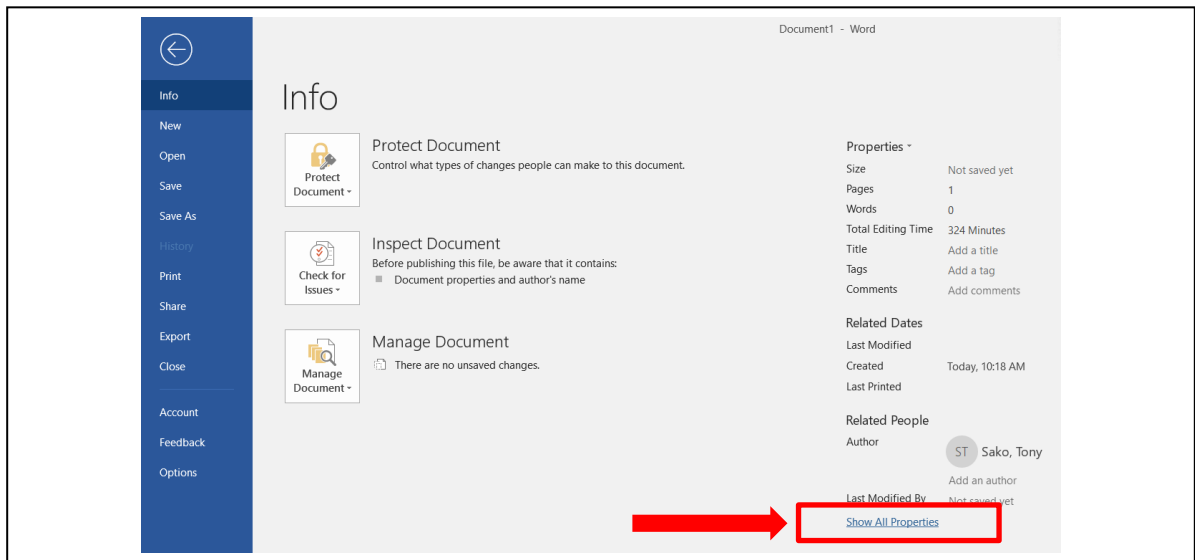 Document1 - Word
Info
New
Open
Save
Save As
History
Print
Share
Export
Close
Account
Feedback
Options
Info
Protect Document
Protect Document
Control what types of changes people can make to this document.
Check for Issues
Inspect Document
Before publishing this file, be aware that it contains:
Document properties and author's name
Manage Document
Manage Document
There are no unsaved changes.
Properties
Size Not saved yet
Pages 1
Words 0
Total Editing Time 324 Minutes
Title Add a title
Tags Add a tag
Comments Add comments
Related Dates
Last Modified
Created Today, 10:18 AM
Last Printed
Related People
Author ST Sako, Tony
Add an author
Last Modified By Not saved yet
Show All Properties